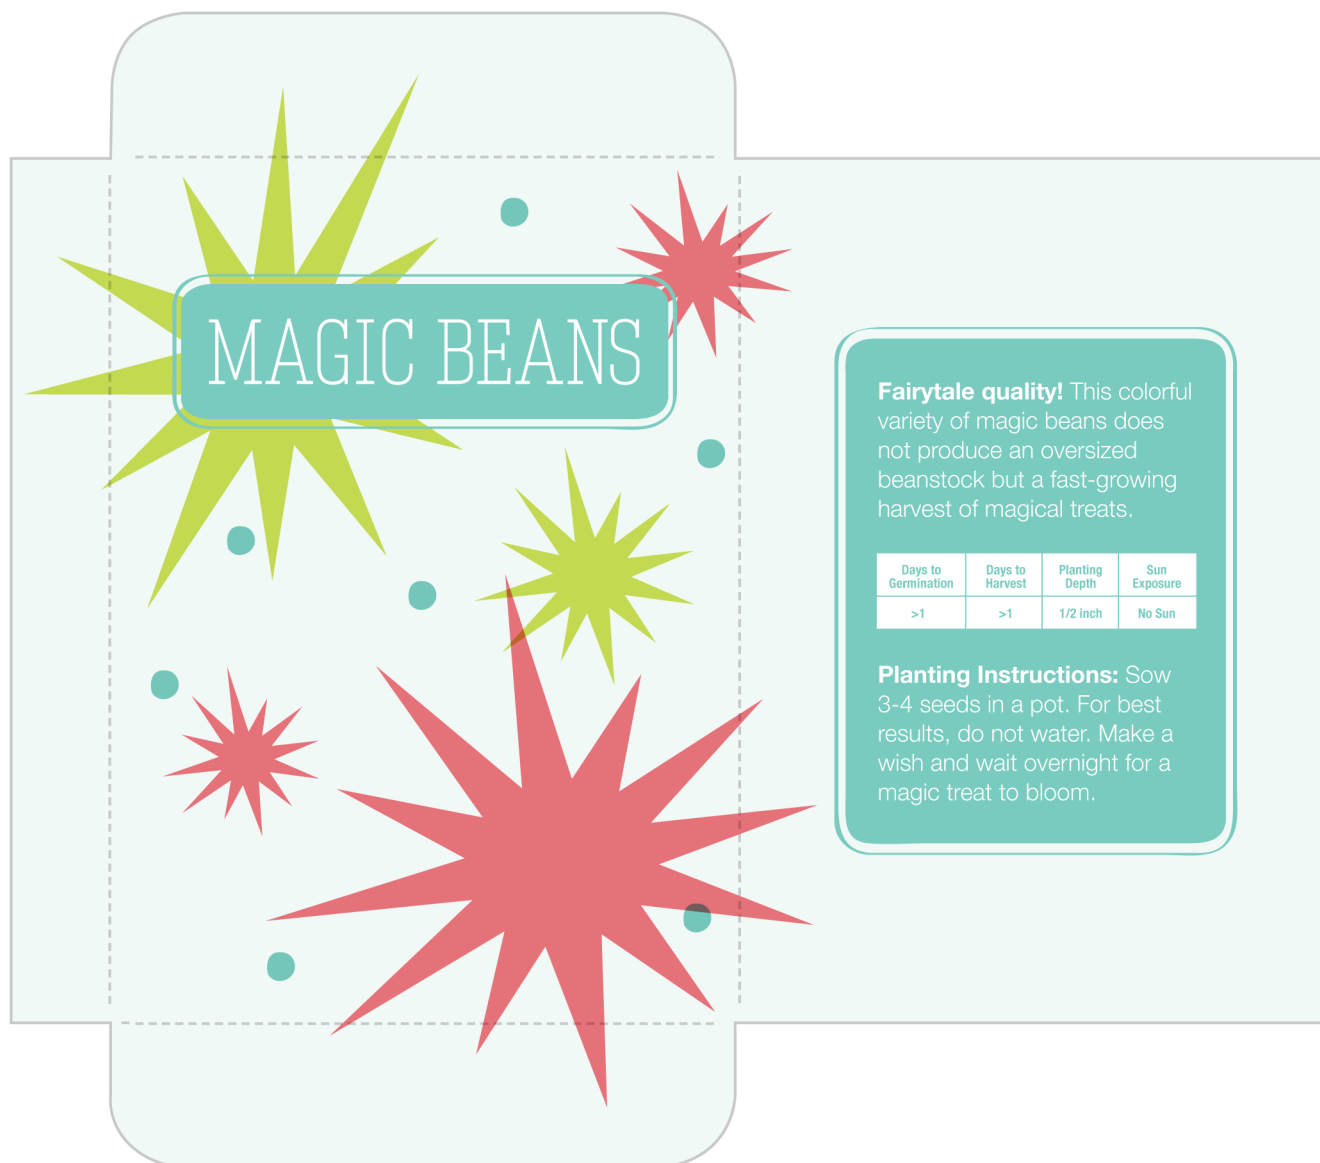 MAGIC BEANS
Fairytale quality! This colorful
variety of magic beans does
not produce an oversized
beanstock but a fast-growing
harvest of magical treats.
Days to Germination Days to Harvest Planting Depth Sun Exposure
>1 >1 1/2 inch No Sun
Planting Instructions: Sow
3-4 seeds in a pot. For best
results, do not water. Make a
wish and wait overnight for a
magic treat to bloom.